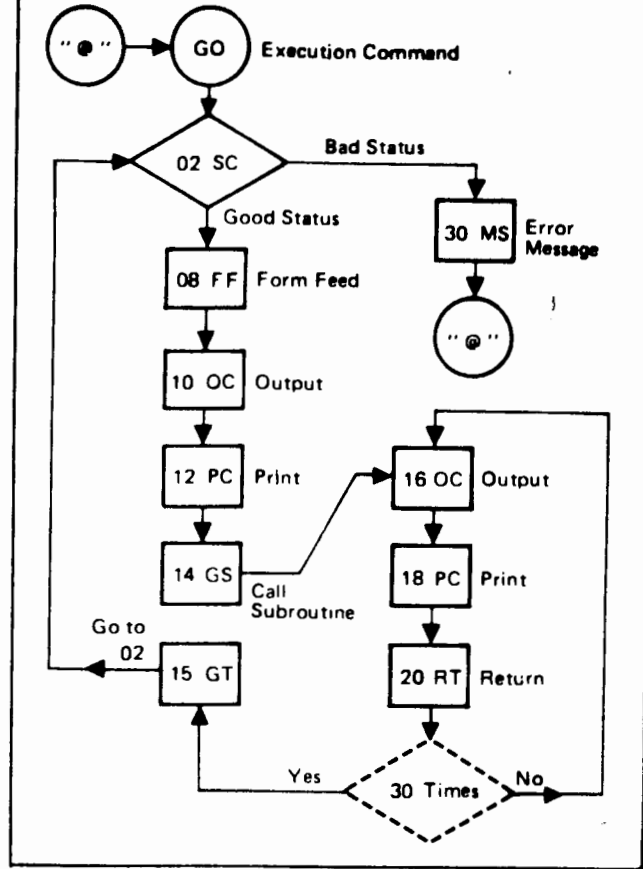 " @ "
GO
Execution Command
02 SC
Bad Status
Good Status
30 MS
Error
Message
08 FF
Form Feed
" @ "
10 OC
Output
12 PC
Print
16 OC
Output
14 GS
Call
Subroutine
18 PC
Print
Go to
02
15 GT
20 RT
Return
Yes
30 Times
No